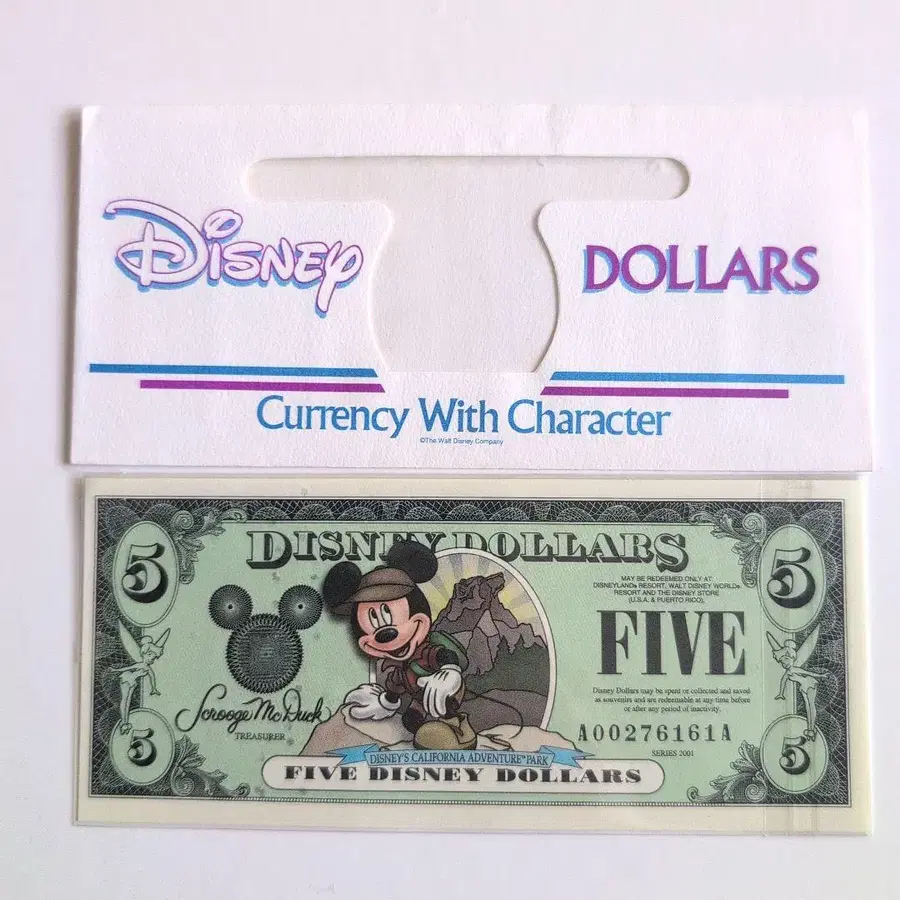 Disney
DOLLARS
Currency With Character
©The Walt Disney Company
5
DISNEY DOLLARS
5
MAY BE REDEEMED ONLY AT
DISNEYLAND® RESORT, WALT DISNEY WORLD®
RESORT AND THE DISNEY STORE
(U.S.A. & PUERTO RICO).
FIVE
Disney Dollars may be spent or collected and saved
as souvenirs and are redeemable at any time before
or after any period of inactivity.
Scrooge McDuck
TREASURER
A00276161A
SERIES 2001
5
DISNEY'S CALIFORNIA ADVENTURE™ PARK
FIVE DISNEY DOLLARS
5